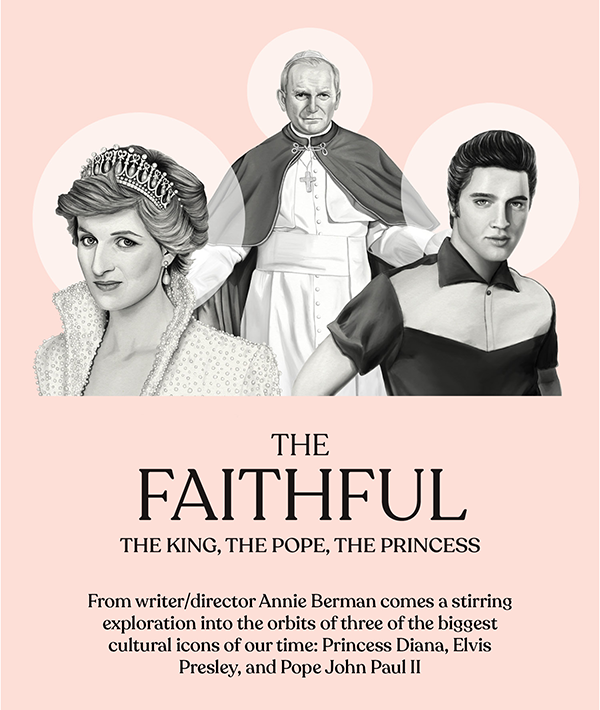 THE
FAITHFUL
THE KING, THE POPE, THE PRINCESS
From writer/director Annie Berman comes a stirring
exploration into the orbits of three of the biggest
cultural icons of our time: Princess Diana, Elvis
Presley, and Pope John Paul II